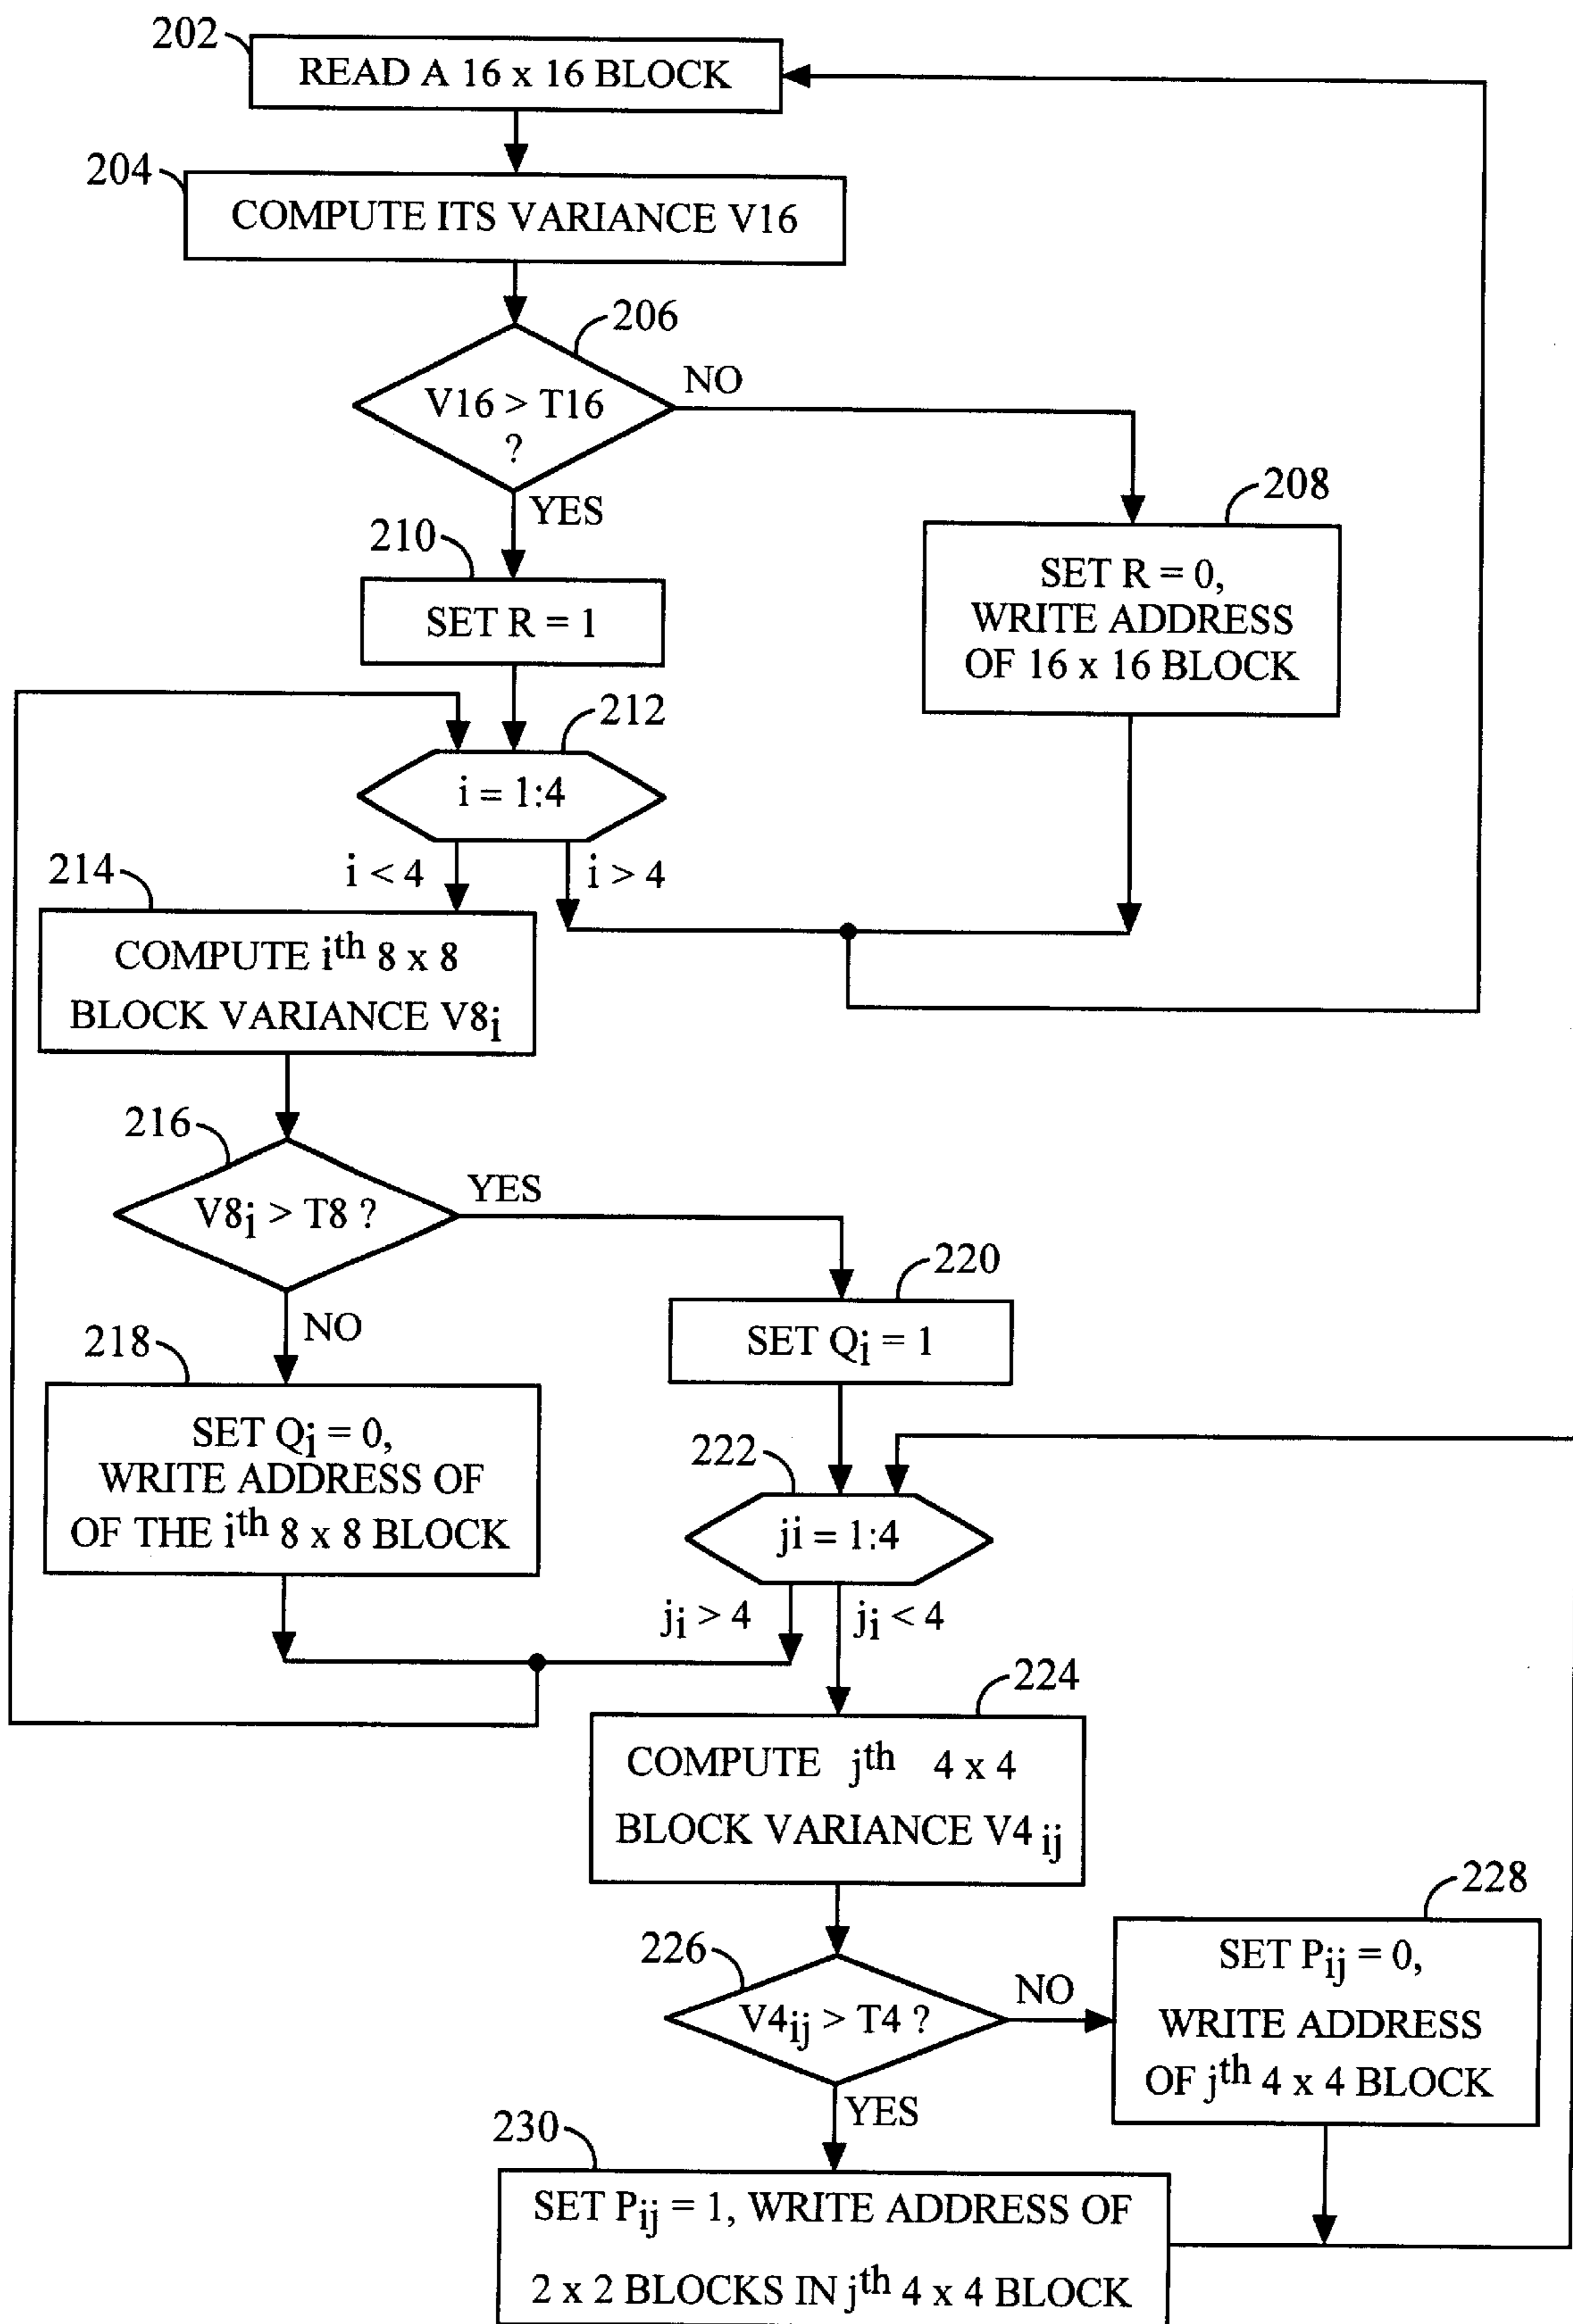 202
READ A 16 x 16 BLOCK
204
COMPUTE ITS VARIANCE V16
206
V16 > T16
?
NO
YES
208
SET R = 0,
WRITE ADDRESS
OF 16 x 16 BLOCK
210
SET R = 1
212
i = 1:4
i < 4
i > 4
214
COMPUTE ith 8 x 8
BLOCK VARIANCE V8i
216
V8i > T8 ?
YES
NO
218
SET Qi = 0,
WRITE ADDRESS OF
OF THE ith 8 x 8 BLOCK
220
SET Qi = 1
222
ji = 1:4
ji > 4
ji < 4
224
COMPUTE jth 4 x 4
BLOCK VARIANCE V4 ij
226
V4ij > T4 ?
NO
YES
228
SET Pij = 0,
WRITE ADDRESS
OF jth 4 x 4 BLOCK
230
SET Pij = 1, WRITE ADDRESS OF
2 x 2 BLOCKS IN jth 4 x 4 BLOCK